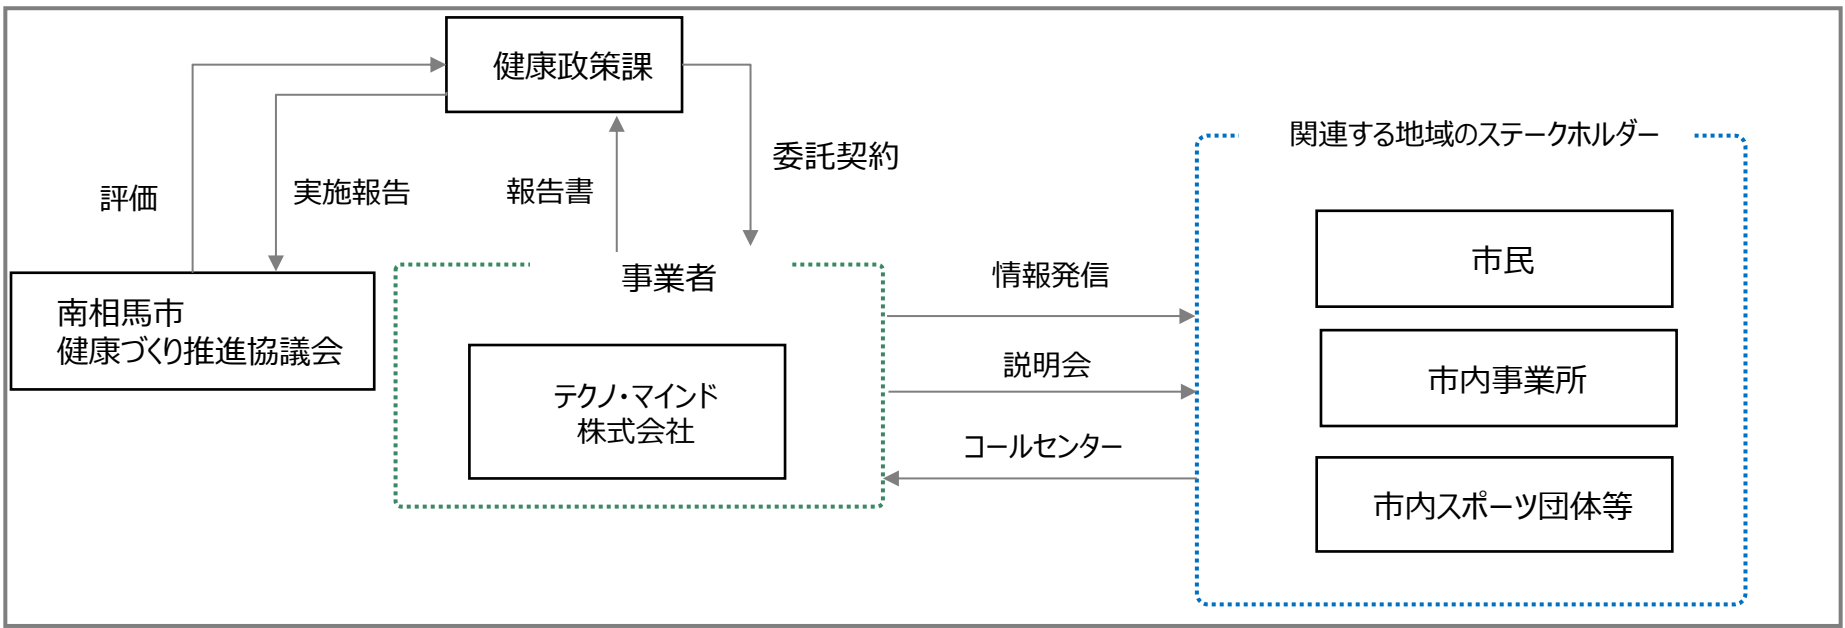 健康政策課
関連する地域のステークホルダー
委託契約
評価
実施報告
報告書
市民
事業者
情報発信
南相馬市
健康づくり推進協議会
説明会
市内事業所
テクノ・マインド
株式会社
コールセンター
市内スポーツ団体等